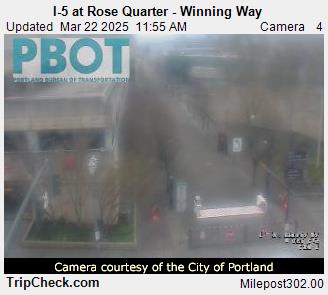 I-5 at Rose Quarter - Winning Way
Updated Mar 22 2025 11:55 AM Camera 4
PBOT
PORTLAND BUREAU OF TRANSPORTATION
Camera courtesy of the City of Portland
TripCheck.com Milepost302.00